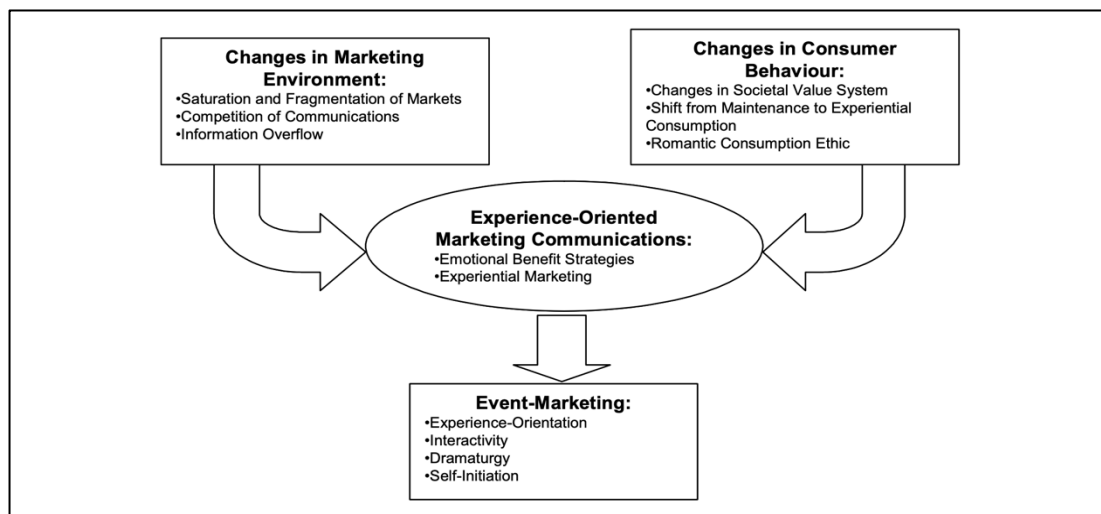 Changes in Marketing
Environment:
•Saturation and Fragmentation of Markets
•Competition of Communications
•Information Overflow
Changes in Consumer
Behaviour:
•Changes in Societal Value System
•Shift from Maintenance to Experiential
Consumption
•Romantic Consumption Ethic
Experience-Oriented
Marketing Communications:
•Emotional Benefit Strategies
•Experiential Marketing
Event-Marketing:
•Experience-Orientation
•Interactivity
•Dramaturgy
•Self-Initiation